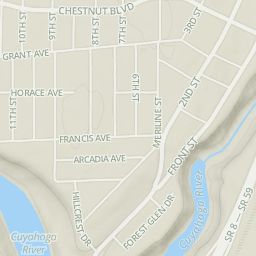 CHESTNUT BLVD
10TH ST
9TH ST
8TH ST
7TH ST
3RD ST
GRANT AVE
HORACE AVE
6TH ST
2ND ST
11TH ST
MERILINE ST
FRANCIS AVE
ARCADIA AVE
FRONT ST
SR 8 — SR 59
HILLCREST DR
FOREST GLEN DR
Cuyahoga
River
Cuyahoga River